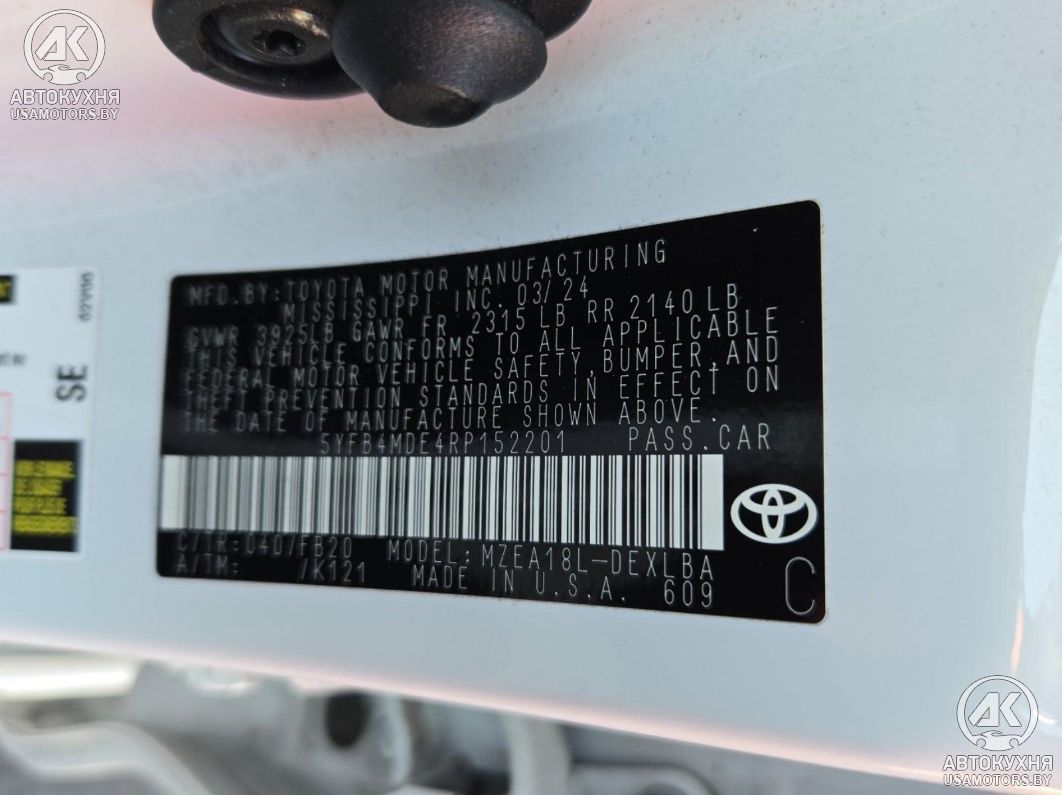 АК
АВТОКУХНЯ
USAMOTORS.BY
SE
MFD.BY:TOYOTA MOTOR MANUFACTURING
MISSISSIPPI INC. 03/24
GVWR 3925LB GAWR FR 2315 LB RR 2140 LB
THIS VEHICLE CONFORMS TO ALL APPLICABLE
FEDERAL MOTOR VEHICLE SAFETY,BUMPER,AND
THEFT PREVENTION STANDARDS IN EFFECT ON
THE DATE OF MANUFACTURE SHOWN ABOVE.
5YFB4MDE4RP152201 PASS.CAR
C/TR:040/FB20 MODEL:MZEA18L-DEXLBA
A/TM: /K121 MADE IN U.S.A. 609
C
АК
АВТОКУХНЯ
USAMOTORS.BY